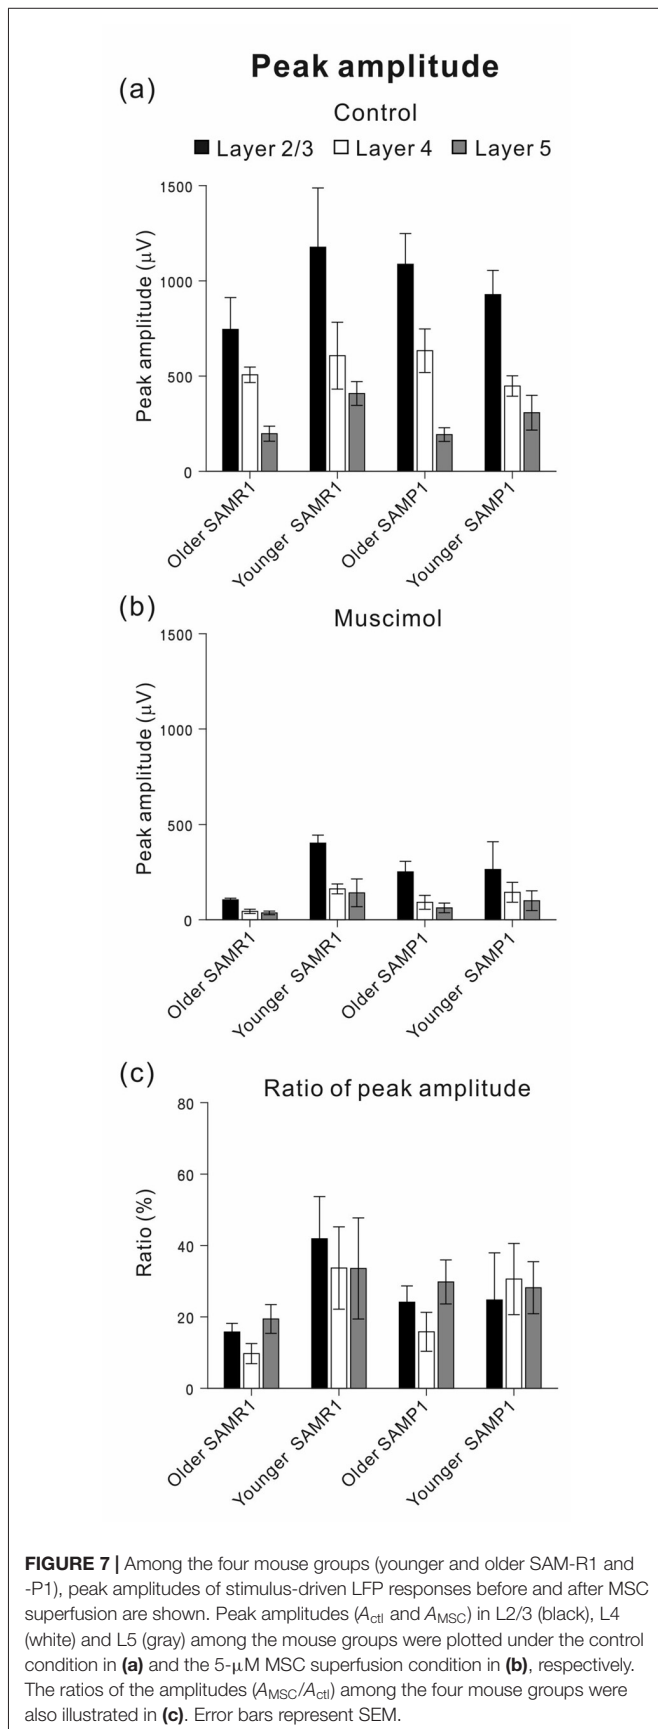 Peak amplitude
(a)
Control
Layer 2/3 Layer 4 Layer 5
Peak amplitude (μV)
1500
1000
500
0
Older SAMR1
Younger SAMR1
Older SAMP1
Younger SAMP1
(b)
Muscimol
Peak amplitude (μV)
1500
1000
500
0
Older SAMR1
Younger SAMR1
Older SAMP1
Younger SAMP1
(c)
Ratio of peak amplitude
Ratio (%)
80
60
40
20
0
Older SAMR1
Younger SAMR1
Older SAMP1
Younger SAMP1
FIGURE 7 | Among the four mouse groups (younger and older SAM-R1 and
-P1), peak amplitudes of stimulus-driven LFP responses before and after MSC
superfusion are shown. Peak amplitudes (Actl and AMSC) in L2/3 (black), L4
(white) and L5 (gray) among the mouse groups were plotted under the control
condition in (a) and the 5-μM MSC superfusion condition in (b), respectively.
The ratios of the amplitudes (AMSC/Actl) among the four mouse groups were
also illustrated in (c). Error bars represent SEM.